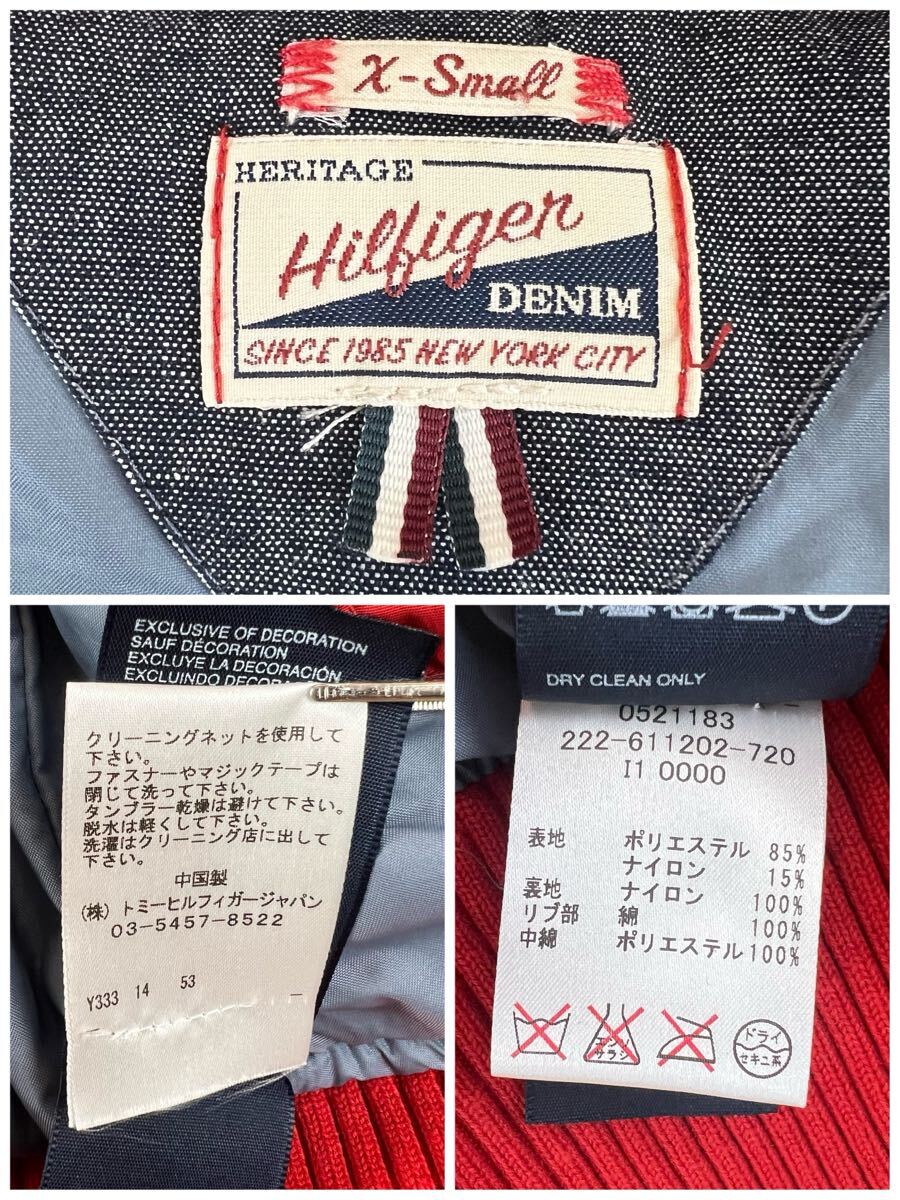 X-Small
HERITAGE
Hilfiger
DENIM
SINCE 1985 NEW YORK CITY
EXCLUSIVE OF DECORATION
SAUF DÉCORATION
EXCLUYE LA DECORACIÓN
EXCLUINDO DECOR
クリーニングネットを使用して
下さい。
ファスナーやマジックテープは
閉じて洗って下さい。
タンブラー乾燥は避けて下さい。
脱水は軽くして下さい。
洗濯はクリーニング店に出して
下さい。
中国製
(株) トミーヒルフィガージャパン
03-5457-8522
Y333 14 53
DRY CLEAN ONLY
0521183
222-611202-720
I1 0000
表地 ポリエステル 85%
ナイロン 15%
裏地 ナイロン 100%
リブ部 綿 100%
中綿 ポリエステル 100%
エンソ
サラシ
ドライ
セキユ系